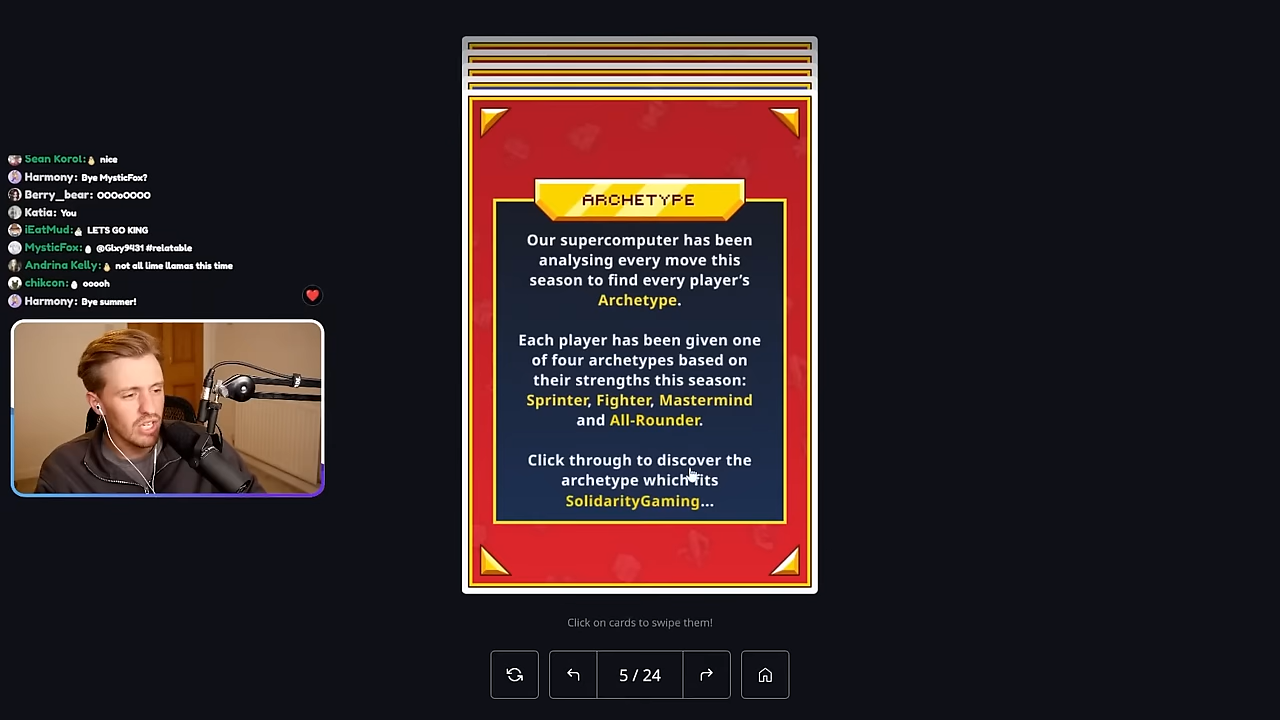 Sean Korol: nice
Harmony: Bye MysticFox?
Berry__bear: OOOoOOOO
Katia: You
iEatMud: LETS GO KING
MysticFox: @Glxy9431 #relatable
Andrina Kelly: not all lime llamas this time
chikcon: ooooh
Harmony: Bye summer!
ARCHETYPE
Our supercomputer has been
analysing every move this
season to find every player’s
Archetype.
Each player has been given one
of four archetypes based on
their strengths this season:
Sprinter, Fighter, Mastermind
and All-Rounder.
Click through to discover the
archetype which fits
SolidarityGaming...
Click on cards to swipe them!
5 / 24